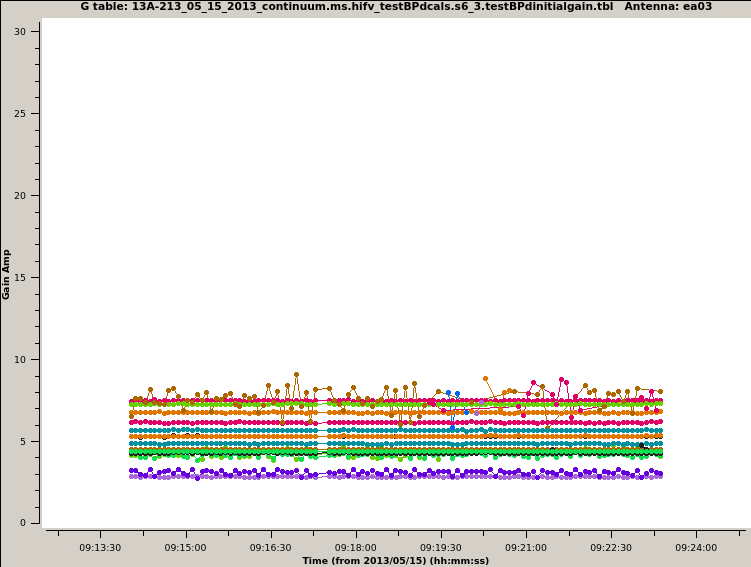 G table: 13A-213_05_15_2013_continuum.ms.hifv_testBPdcals.s6_3.testBPdinitialgain.tbl   Antenna: ea03
30
25
20
15
10
5
0
Gain Amp
09:13:30 09:15:00 09:16:30 09:18:00 09:19:30 09:21:00 09:22:30 09:24:00
Time (from 2013/05/15) (hh:mm:ss)